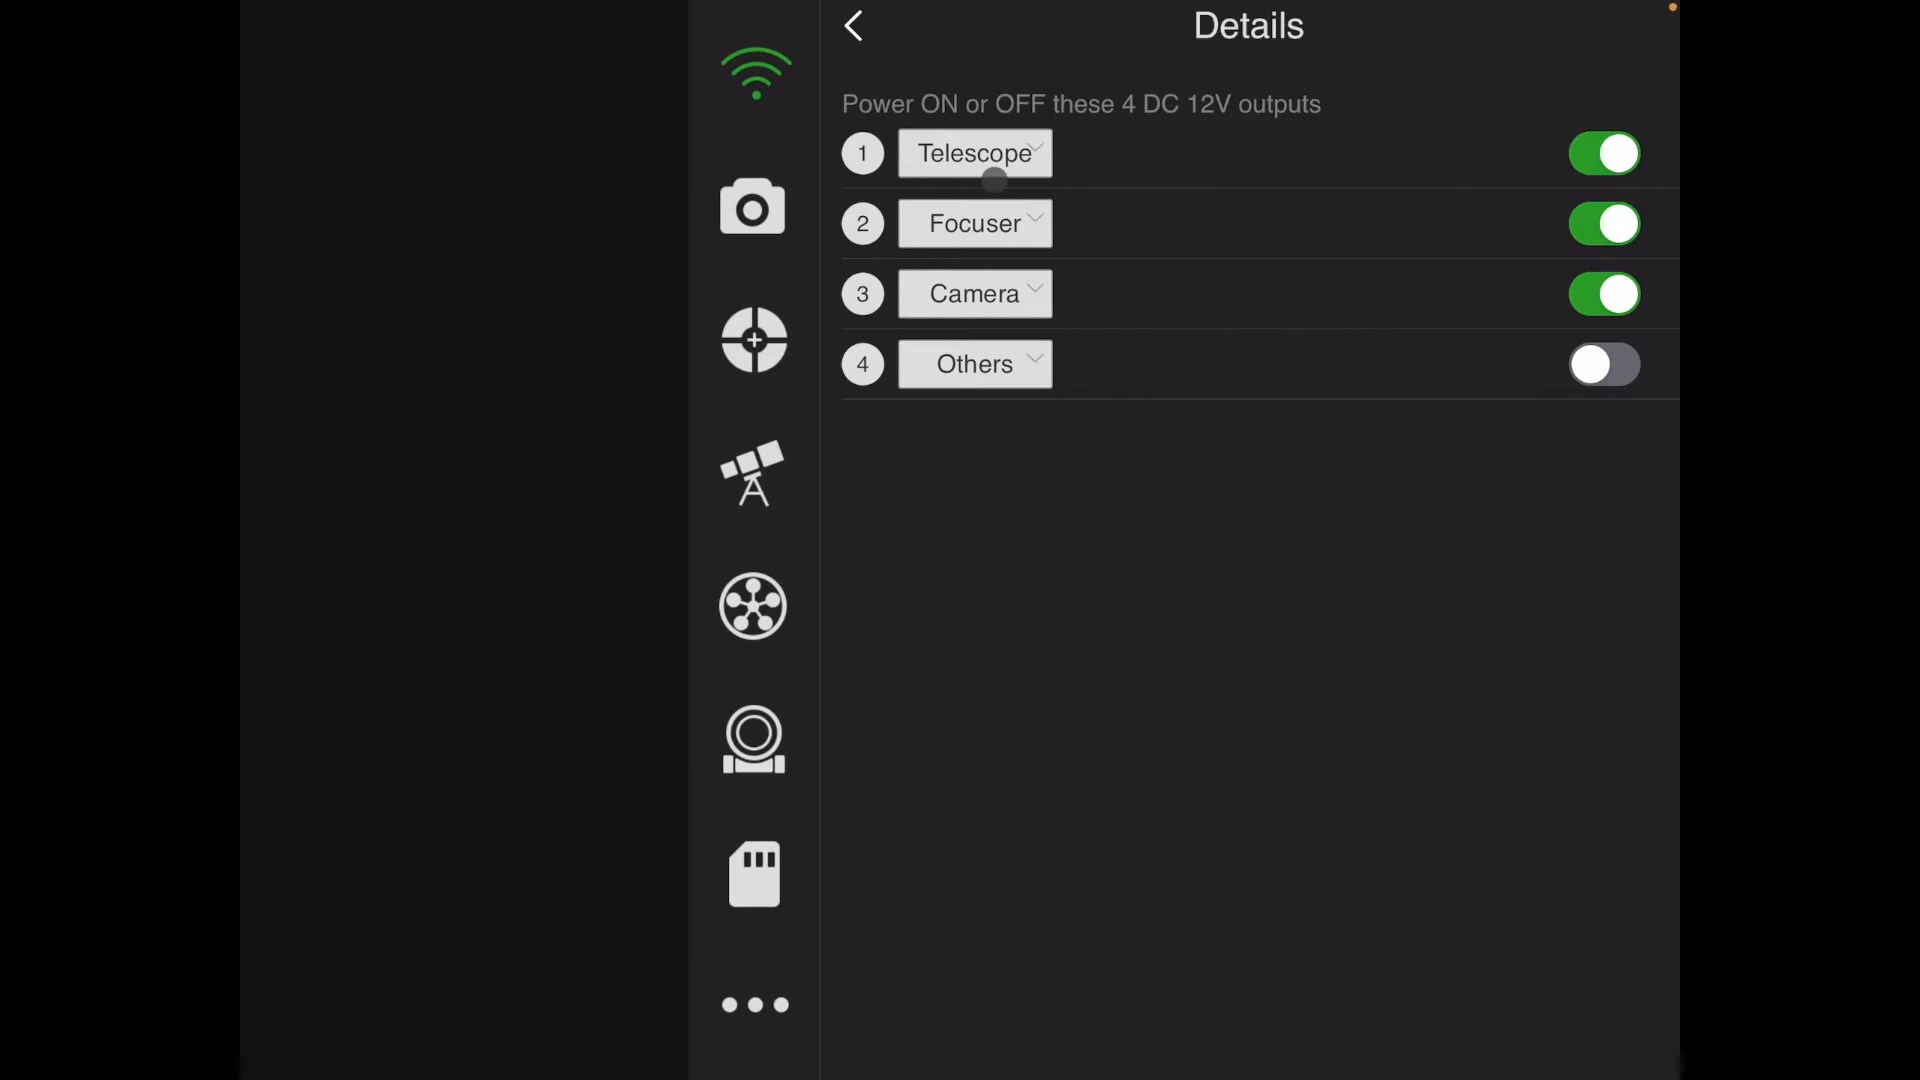 Details
Power ON or OFF these 4 DC 12V outputs
1 Telescope
2 Focuser
3 Camera
4 Others